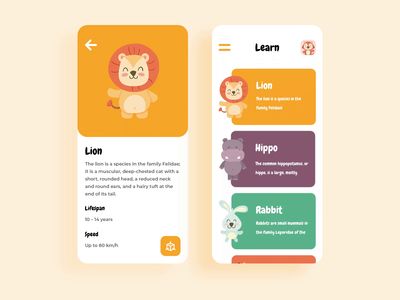 Lion
The lion is a species in the family Felidae;
it is a muscular, deep-chested cat with a
short, rounded head, a reduced neck
and round ears, and a hairy tuft at the
end of its tail.
Lifespan
10 - 14 years
Speed
Up to 80 km/h
Learn
Lion
The lion is a species in the
family Felidae;
Hippo
The common hippopotamus, or
hippo, is a large, mostly,
Rabbit
Rabbits are small mammals in
the family Leporidae of the